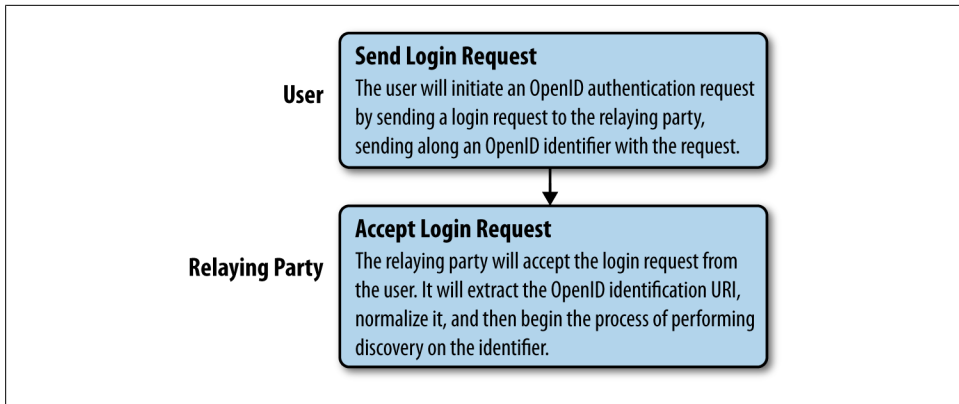 Send Login Request
User
The user will initiate an OpenID authentication request
by sending a login request to the relaying party,
sending along an OpenID identifier with the request.
Accept Login Request
Relaying Party
The relaying party will accept the login request from
the user. It will extract the OpenID identification URI,
normalize it, and then begin the process of performing
discovery on the identifier.